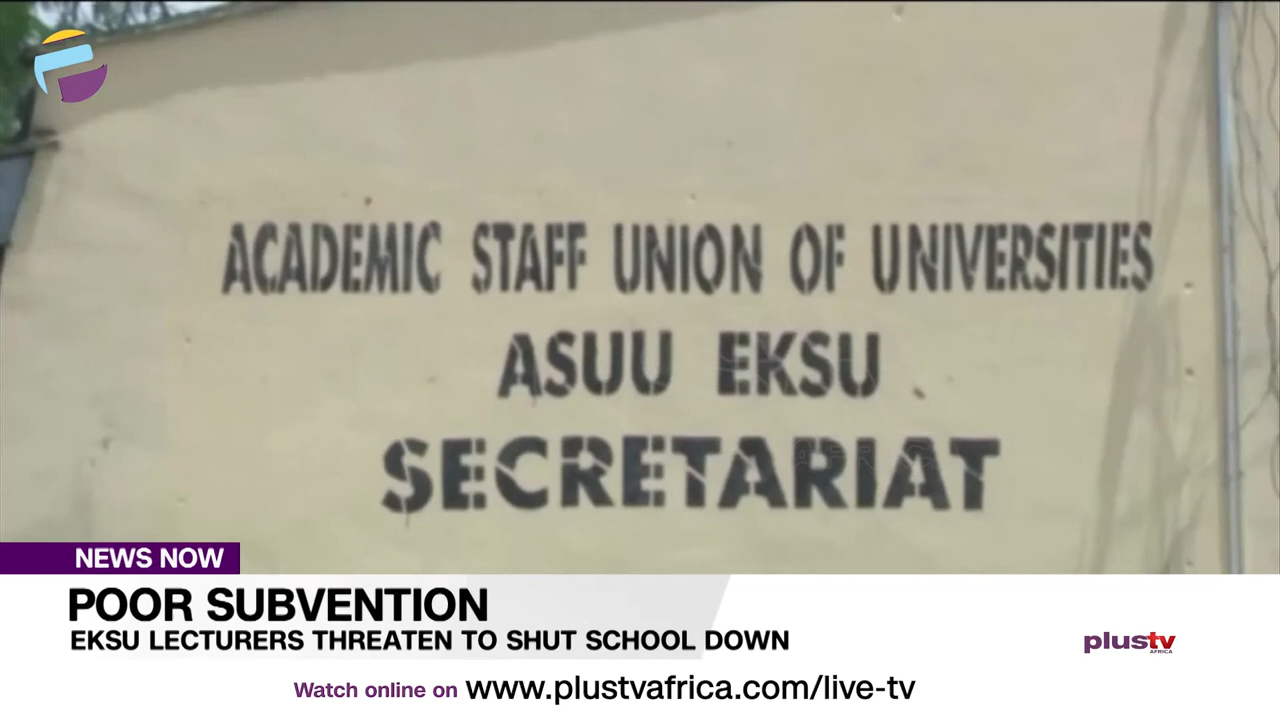 ACADEMIC STAFF UNION OF UNIVERSITIES
ASUU EKSU
SECRETARIAT
NEWS NOW
POOR SUBVENTION
EKSU LECTURERS THREATEN TO SHUT SCHOOL DOWN
plustv
AFRICA
Watch online on www.plustvafrica.com/live-tv